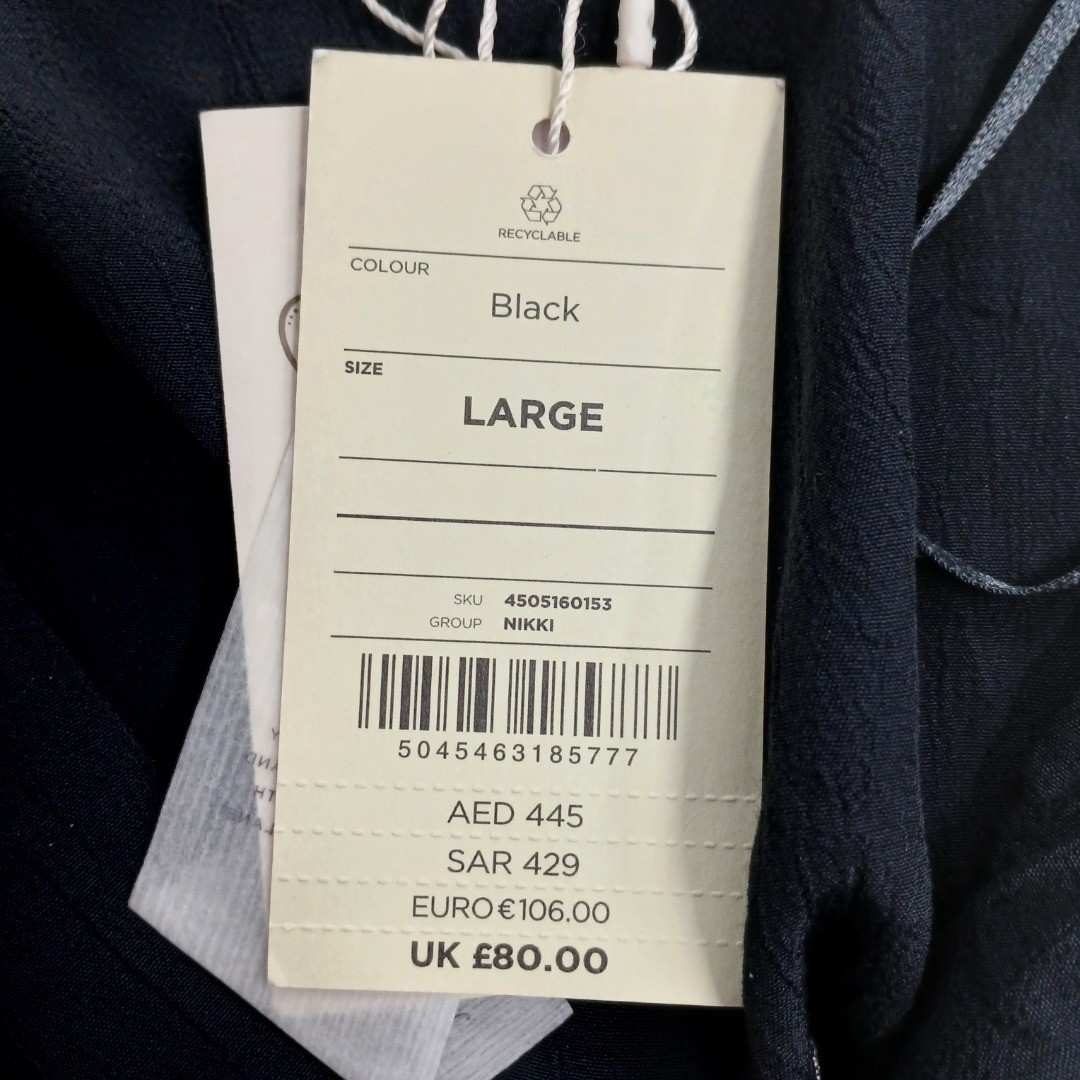 RECYCLABLE
COLOUR
Black
SIZE
LARGE
SKU 4505160153
GROUP NIKKI
5045463185777
AED 445
SAR 429
EURO €106.00
UK £80.00